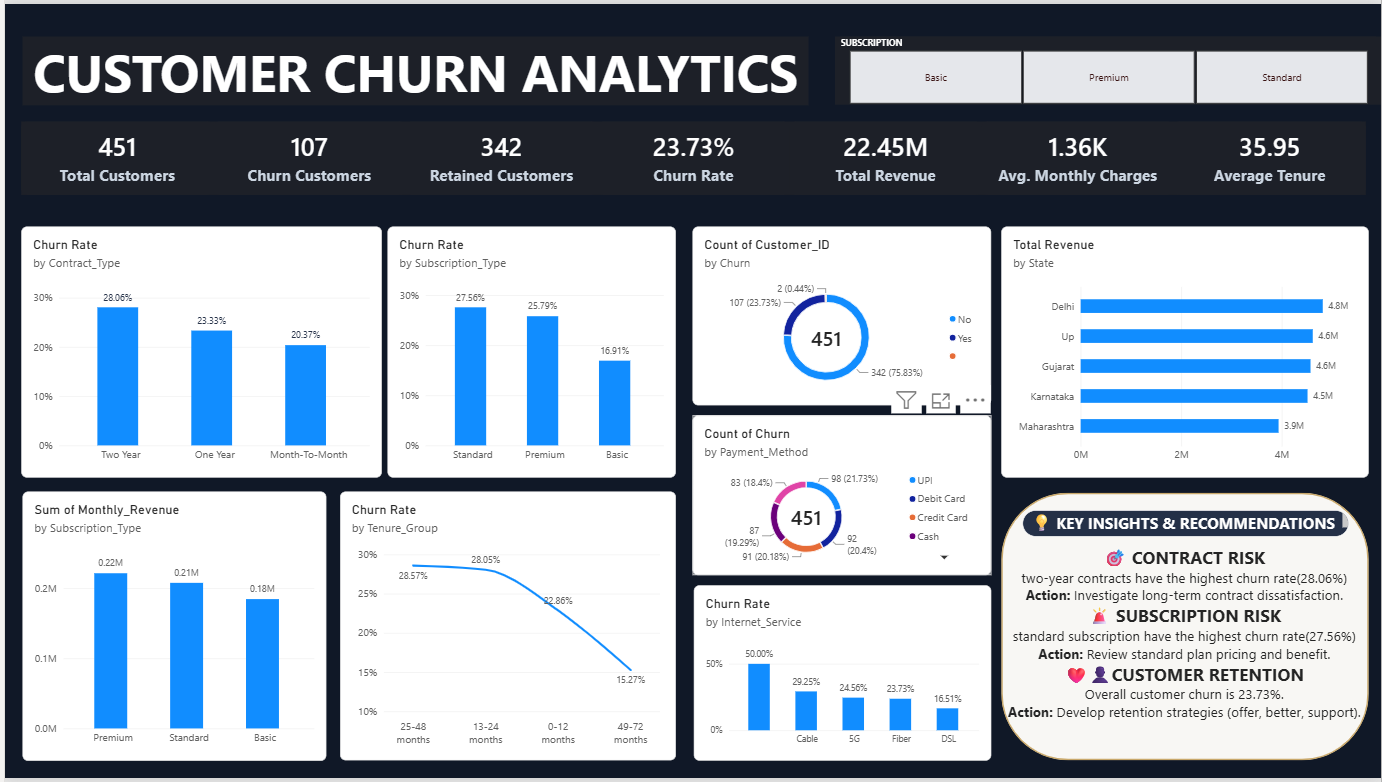 CUSTOMER CHURN ANALYTICS
SUBSCRIPTION
Basic
Premium
Standard
451
Total Customers
107
Churn Customers
342
Retained Customers
23.73%
Churn Rate
22.45M
Total Revenue
1.36K
Avg. Monthly Charges
35.95
Average Tenure
Churn Rate
by Contract_Type
30%
20%
10%
0%
28.06%
23.33%
20.37%
Two Year
One Year
Month-To-Month
Churn Rate
by Subscription_Type
30%
20%
10%
0%
27.56%
25.79%
16.91%
Standard
Premium
Basic
Count of Customer_ID
by Churn
2 (0.44%)
107 (23.73%)
451
342 (75.83%)
No
Yes
Total Revenue
by State
Delhi
4.8M
Up
4.6M
Gujarat
4.6M
Karnataka
4.5M
Maharashtra
3.9M
0M
2M
4M
Count of Churn
by Payment_Method
83 (18.4%)
98 (21.73%)
451
87
(19.29%)
92
(20.4%)
91 (20.18%)
UPI
Debit Card
Credit Card
Cash
Sum of Monthly_Revenue
by Subscription_Type
0.2M
0.1M
0.0M
0.22M
0.21M
0.18M
Premium
Standard
Basic
Churn Rate
by Tenure_Group
30%
25%
20%
15%
10%
28.57%
28.05%
22.86%
15.27%
25-48
months
13-24
months
0-12
months
49-72
months
Churn Rate
by Internet_Service
50%
0%
50.00%
29.25%
24.56%
23.73%
16.51%
Cable
5G
Fiber
DSL
KEY INSIGHTS & RECOMMENDATIONS
CONTRACT RISK
two-year contracts have the highest churn rate(28.06%)
Action: Investigate long-term contract dissatisfaction.
SUBSCRIPTION RISK
standard subscription have the highest churn rate(27.56%)
Action: Review standard plan pricing and benefit.
CUSTOMER RETENTION
Overall customer churn is 23.73%.
Action: Develop retention strategies (offer, better, support).